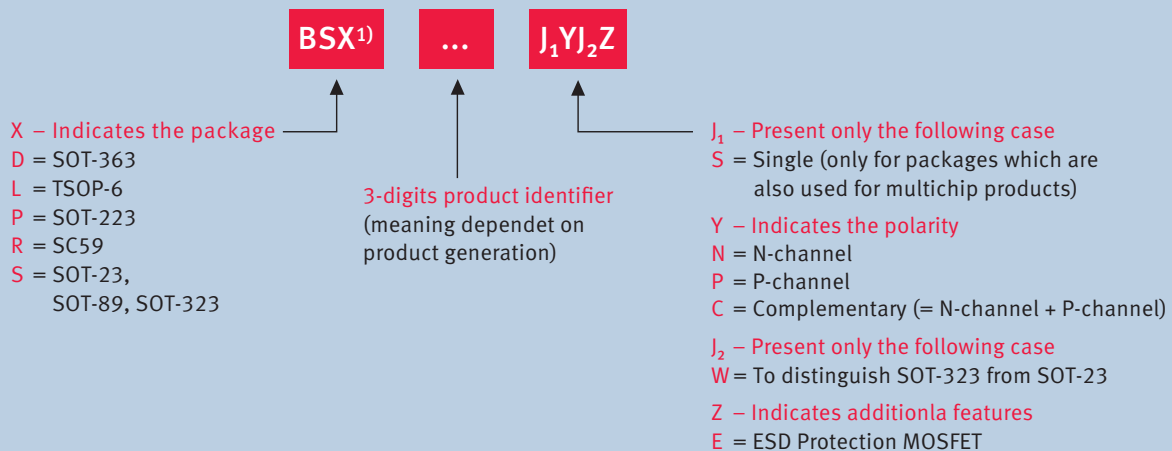 BSX¹⁾ ... J₁YJ₂Z
X – Indicates the package
D = SOT-363
L = TSOP-6
P = SOT-223
R = SC59
S = SOT-23,
SOT-89, SOT-323
3-digits product identifier
(meaning dependet on
product generation)
J₁ – Present only the following case
S = Single (only for packages which are
also used for multichip products)
Y – Indicates the polarity
N = N-channel
P = P-channel
C = Complementary (= N-channel + P-channel)
J₂ – Present only the following case
W = To distinguish SOT-323 from SOT-23
Z – Indicates additionla features
E = ESD Protection MOSFET